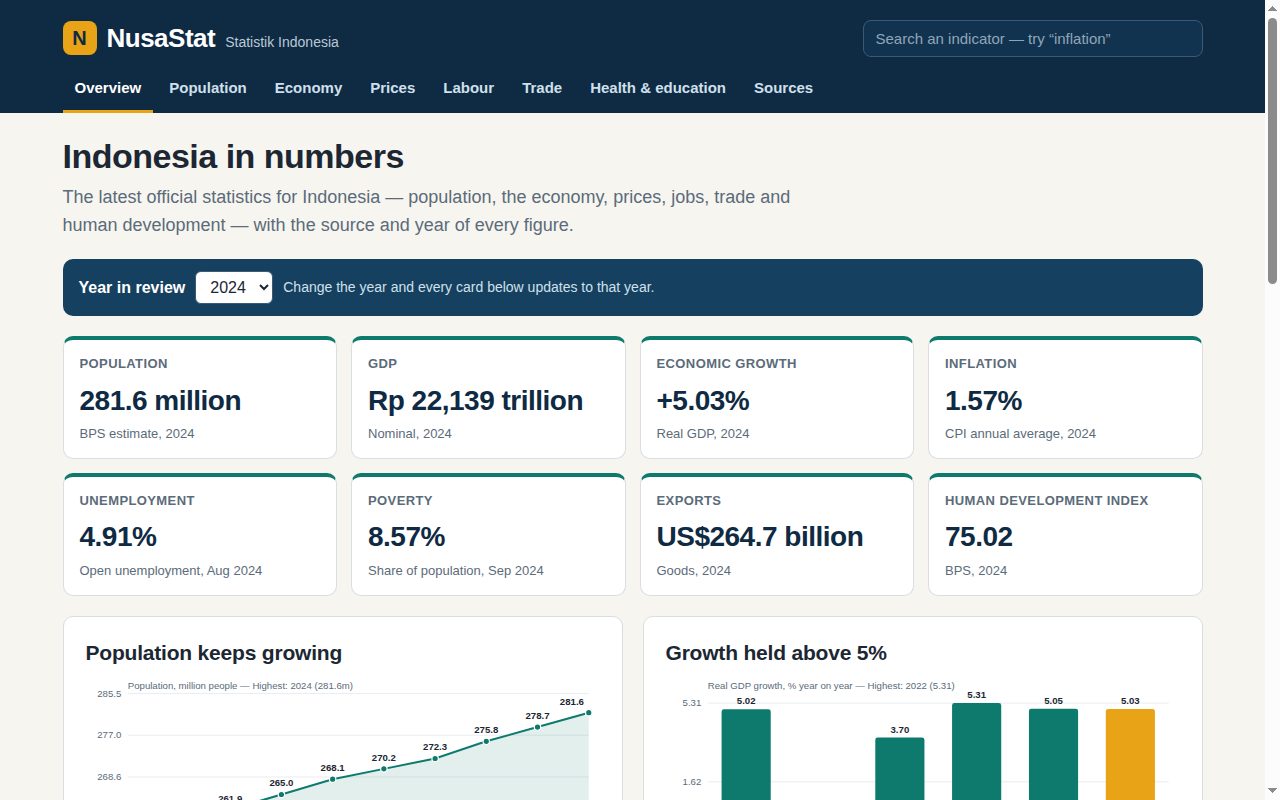 N NusaStat Statistik Indonesia
Search an indicator — try “inflation”
Overview Population Economy Prices Labour Trade Health & education Sources
Indonesia in numbers
The latest official statistics for Indonesia — population, the economy, prices, jobs, trade and
human development — with the source and year of every figure.
Year in review 2024 Change the year and every card below updates to that year.
POPULATION
281.6 million
BPS estimate, 2024
GDP
Rp 22,139 trillion
Nominal, 2024
ECONOMIC GROWTH
+5.03%
Real GDP, 2024
INFLATION
1.57%
CPI annual average, 2024
UNEMPLOYMENT
4.91%
Open unemployment, Aug 2024
POVERTY
8.57%
Share of population, Sep 2024
EXPORTS
US$264.7 billion
Goods, 2024
HUMAN DEVELOPMENT INDEX
75.02
BPS, 2024
Population keeps growing
Population, million people — Highest: 2024 (281.6m)
285.5
277.0
268.6
261.9
265.0
268.1
270.2
272.3
275.8
278.7
281.6
Growth held above 5%
Real GDP growth, % year on year — Highest: 2022 (5.31)
5.31
1.62
5.02
3.70
5.31
5.05
5.03